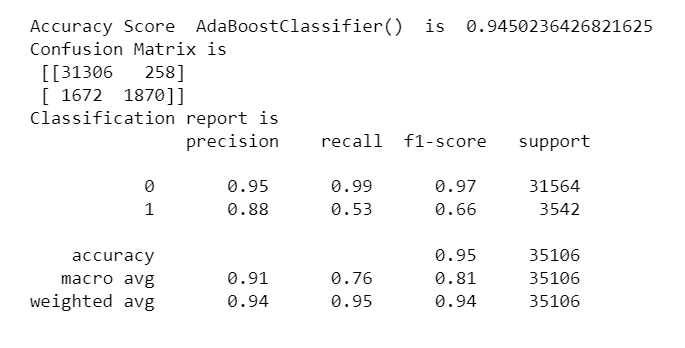 Accuracy Score  AdaBoostClassifier()  is  0.9450236426821625
Confusion Matrix is
 [[31306   258]
 [ 1672  1870]]
Classification report is
               precision    recall  f1-score   support

           0       0.95      0.99      0.97     31564
           1       0.88      0.53      0.66      3542

    accuracy                           0.95     35106
   macro avg       0.91      0.76      0.81     35106
weighted avg       0.94      0.95      0.94     35106